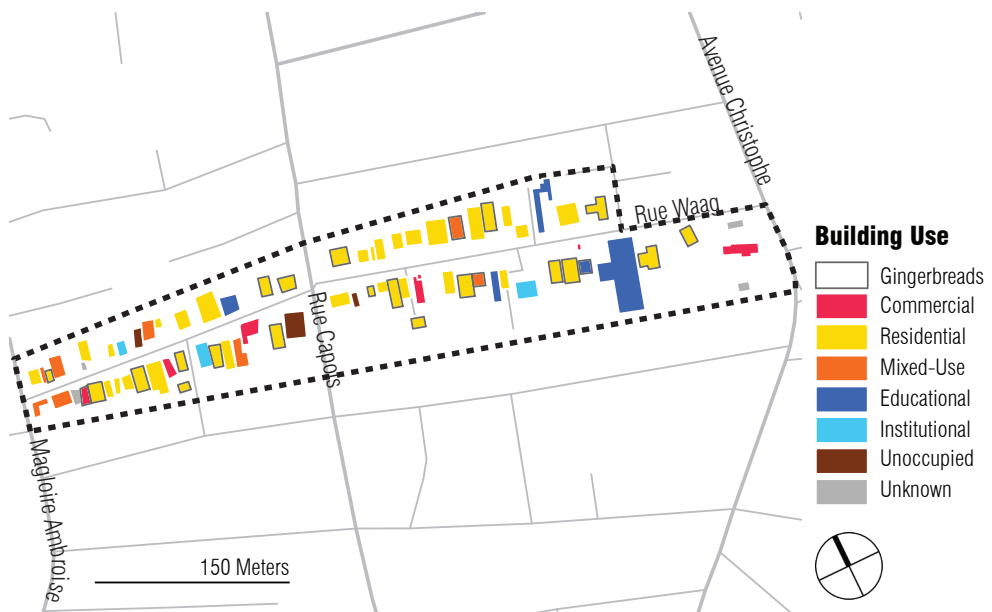 Avenue Christophe
Rue Waag
Rue Capois
Magloire Ambroise
150 Meters
Building Use
Gingerbreads
Commercial
Residential
Mixed-Use
Educational
Institutional
Unoccupied
Unknown